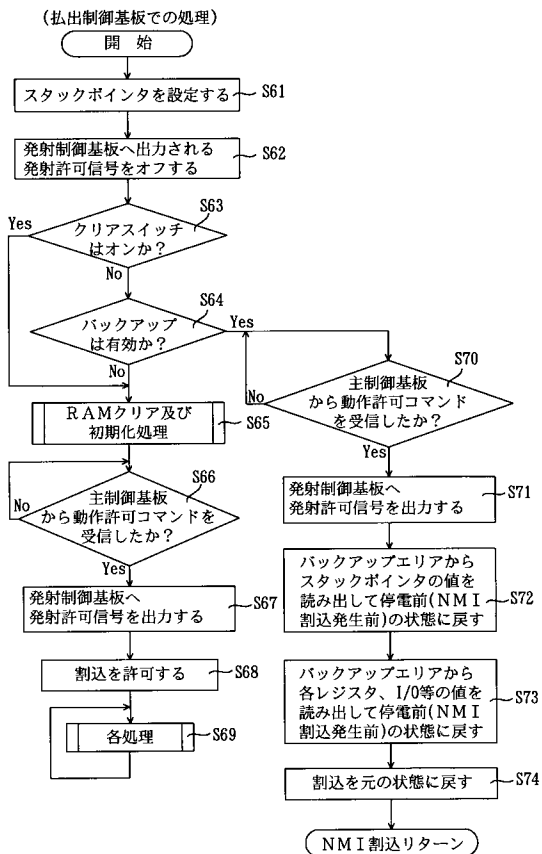 (払出制御基板での処理)
開 始
スタックポインタを設定する
S61
発射制御基板へ出力される
発射許可信号をオフする
S62
S63
クリアスイッチ
はオンか？
Yes
No
S64
バックアップ
は有効か？
Yes
No
RAMクリア及び
初期化処理
S65
S66
主制御基板
から動作許可コマンドを
受信したか？
No
Yes
発射制御基板へ
発射許可信号を出力する
S67
割込を許可する
S68
各処理
S69
S70
主制御基板
から動作許可コマンド
を受信したか？
No
Yes
発射制御基板へ
発射許可信号を出力する
S71
バックアップエリアから
スタックポインタの値を
読み出して停電前(NMI
割込発生前)の状態に戻す
S72
バックアップエリアから
各レジスタ、I/O等の値を
読み出して停電前(NMI
割込発生前)の状態に戻す
S73
割込を元の状態に戻す
S74
NMI割込リターン